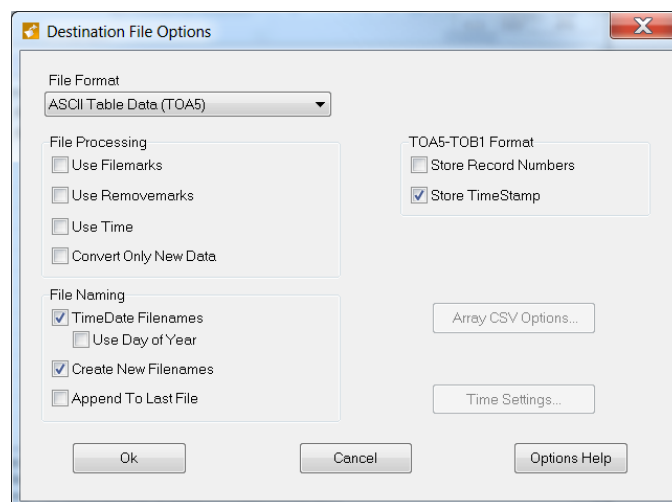 Destination File Options
File Format
ASCII Table Data (TOA5)
File Processing
Use Filemarks
Use Removemarks
Use Time
Convert Only New Data
TOA5-TOB1 Format
Store Record Numbers
Store TimeStamp
File Naming
TimeDate Filenames
Use Day of Year
Create New Filenames
Append To Last File
Array CSV Options...
Time Settings...
Ok
Cancel
Options Help